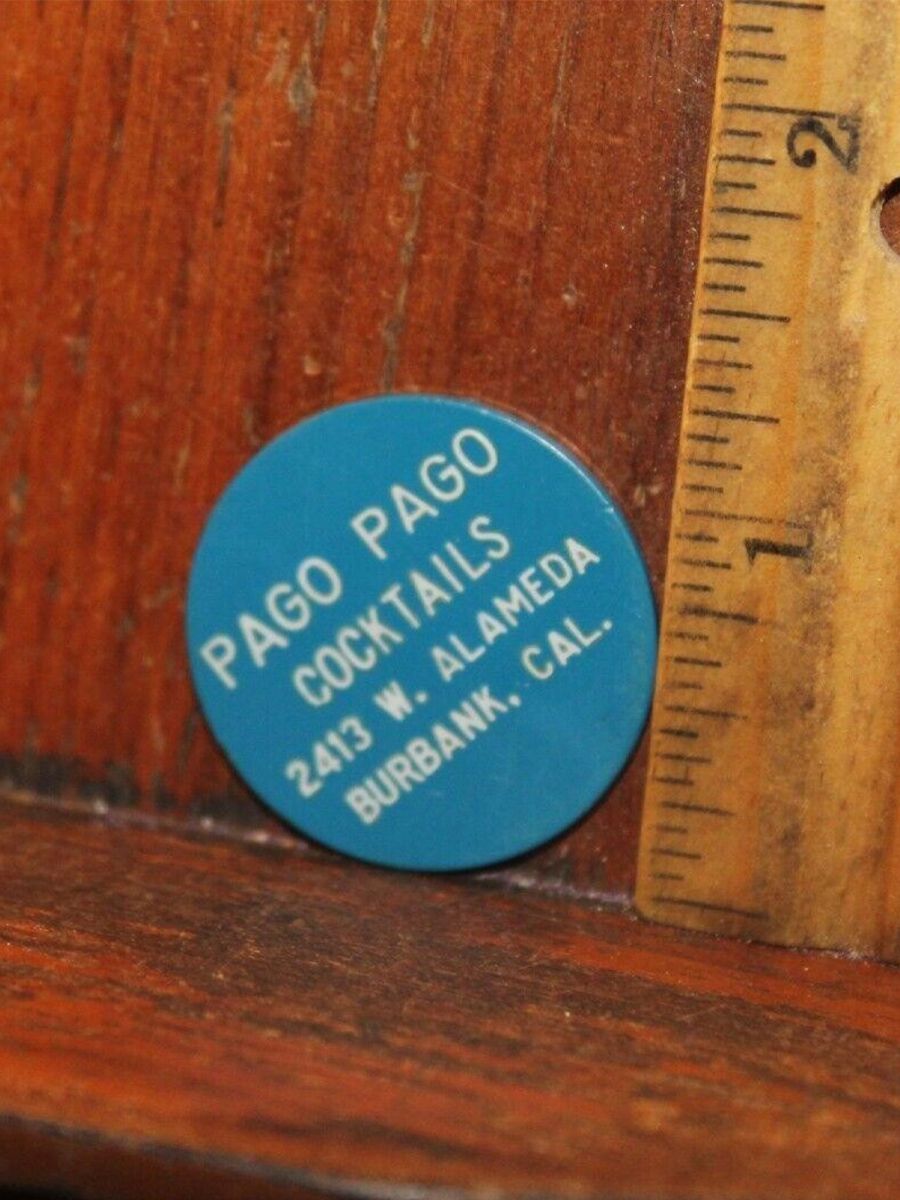 PAGO PAGO
COCKTAILS
2413 W. ALAMEDA
BURBANK, CAL.
2
1